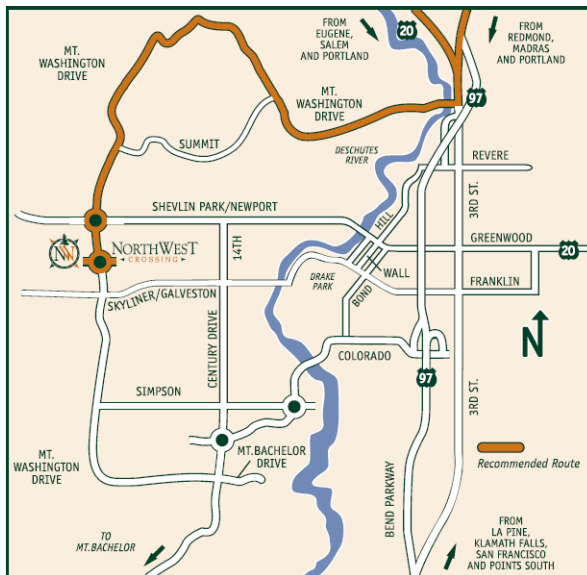 FROM
EUGENE,
SALEM
AND PORTLAND
20
FROM
REDMOND,
MADRAS
AND PORTLAND
MT.
WASHINGTON
DRIVE
MT.
WASHINGTON
DRIVE
97
SUMMIT
DESCHUTES
RIVER
REVERE
SHEVLIN PARK/NEWPORT
HILL
3RD ST.
NW
NORTHWEST
CROSSING
14TH
GREENWOOD
20
WALL
DRAKE
PARK
FRANKLIN
SKYLINER/GALVESTON
BOND
N
CENTURY DRIVE
COLORADO
97
SIMPSON
3RD ST.
MT.
WASHINGTON
DRIVE
MT.BACHELOR
DRIVE
Recommended Route
BEND PARKWAY
TO
MT.BACHELOR
FROM
LA PINE,
KLAMATH FALLS,
SAN FRANCISCO
AND POINTS SOUTH